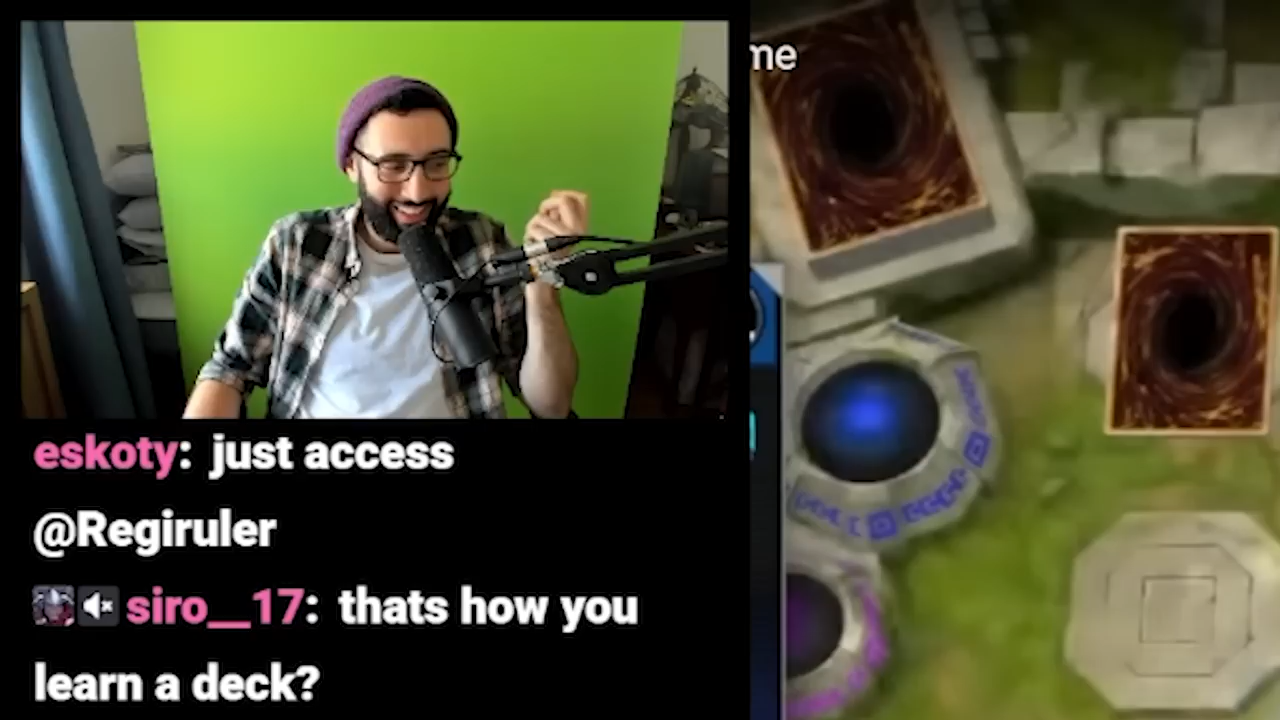 me
eskoty: just access
@Regiruler
siro__17: thats how you
learn a deck?